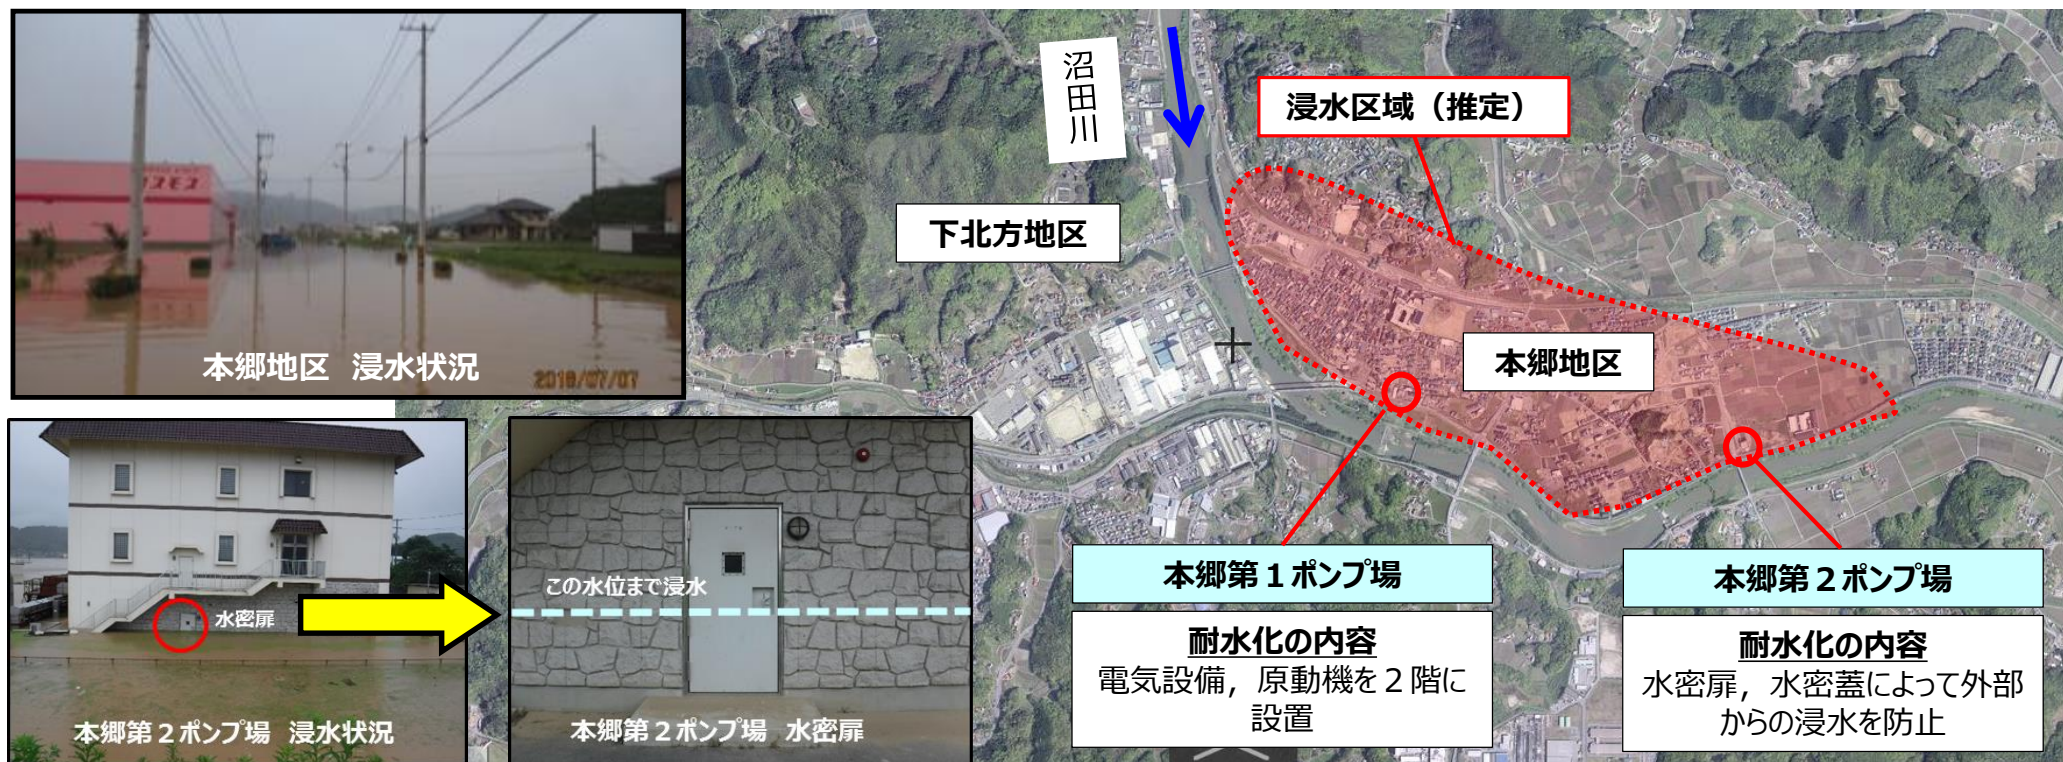 沼田川
浸水区域（推定）
下北方地区
本郷地区
コスモス
本郷地区 浸水状況
2018/07/07
水密扉
本郷第２ポンプ場 浸水状況
この水位まで浸水
本郷第２ポンプ場 水密扉
本郷第１ポンプ場
耐水化の内容
電気設備，原動機を２階に
設置
本郷第２ポンプ場
耐水化の内容
水密扉，水密蓋によって外部
からの浸水を防止